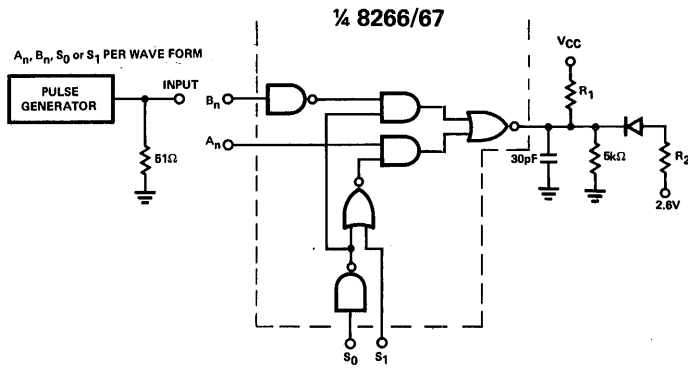 ¼ 8266/67
An, Bn, S0 or S1 PER WAVE FORM
PULSE
GENERATOR
INPUT
51Ω
Bn
An
S0
S1
VCC
R1
30pF
5kΩ
R2
2.6V